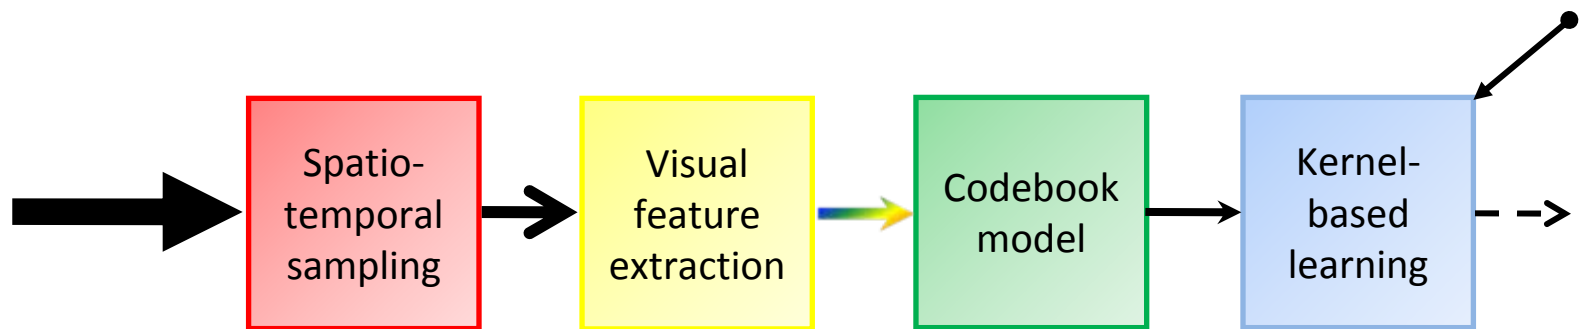 Spatio-
temporal
sampling
Visual
feature
extraction
Codebook
model
Kernel-
based
learning